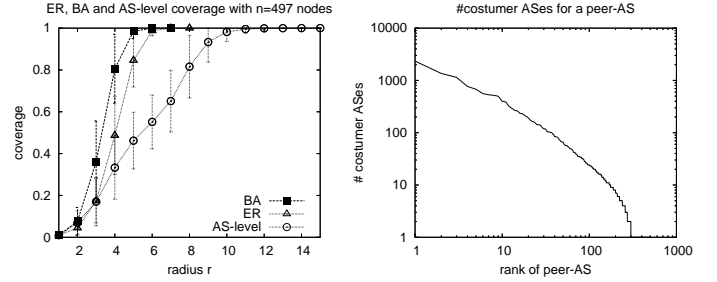 ER, BA and AS-level coverage with n=497 nodes
1
0.8
0.6
0.4
0.2
0
coverage
2 4 6 8 10 12 14
radius r
BA
ER
AS-level
#costumer ASes for a peer-AS
10000
1000
100
10
1
# costumer ASes
1 10 100 1000
rank of peer-AS